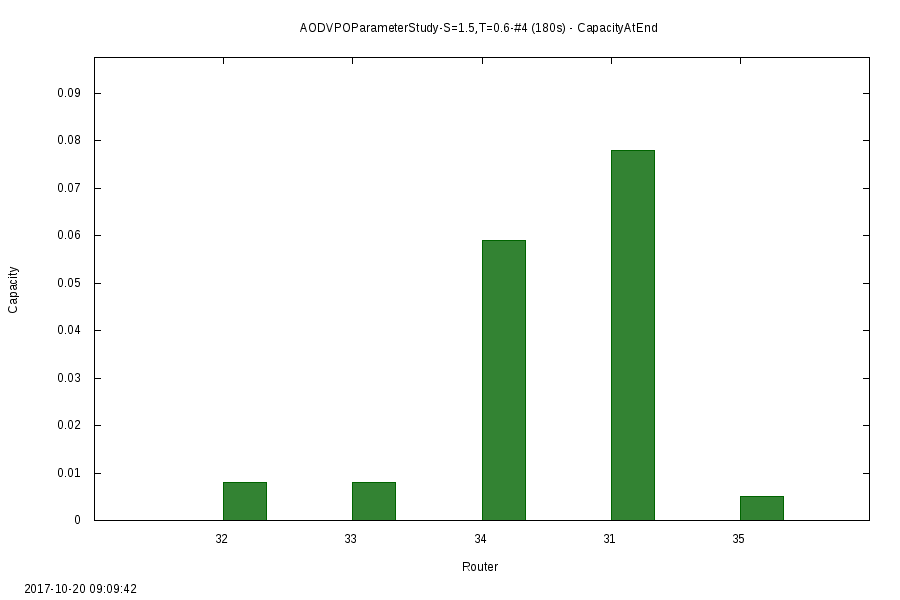 AODVPOParameterStudy-S=1.5,T=0.6-#4 (180s) - CapacityAtEnd
0.09
0.08
0.07
0.06
0.05
0.04
0.03
0.02
0.01
0
Capacity
32 33 34 31 35
Router
2017-10-20 09:09:42